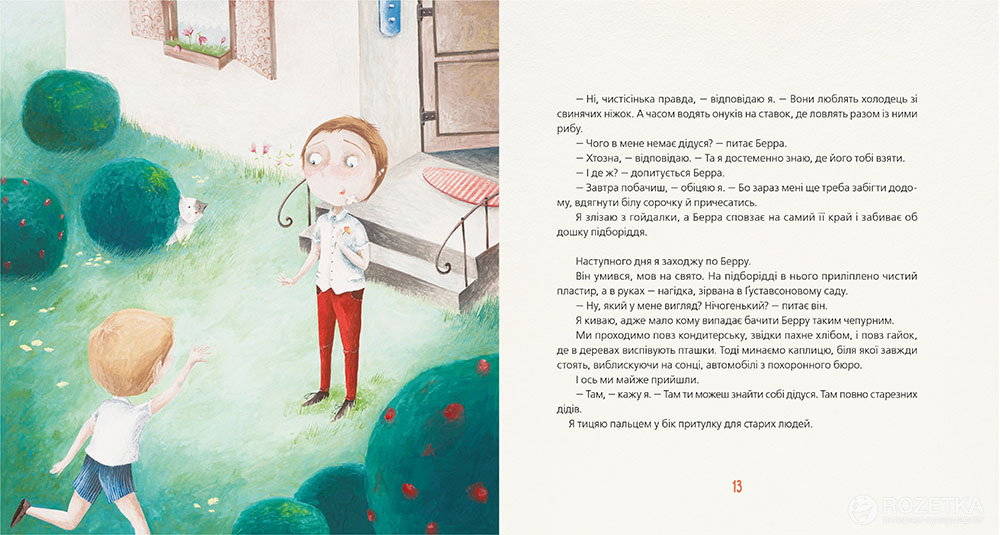 — Ні, чистісінька правда, — відповідаю я. — Вони люблять холодець зі
свинячих ніжок. А часом водять онуків на ставок, де ловлять разом із ними
рибу.
— Чого в мене немає дідуся? — питає Берра.
— Хтозна, — відповідаю. — Та я достеменно знаю, де його тобі взяти.
— І де ж? — допитується Берра.
— Завтра побачиш, — обіцяю я. — Бо зараз мені ще треба забігти додо-
му, вдягнути білу сорочку й причесатись.
Я злізаю з гойдалки, а Берра сповзає на самий її край і забиває об
дошку підборіддя.
Наступного дня я заходжу по Берру.
Він умився, мов на свято. На підборідді в нього приліплено чистий
пластир, а в руках — нагідка, зірвана в Ґуставсоновому саду.
— Ну, який у мене вигляд? Нічогенький? — питає він.
Я киваю, адже мало кому випадає бачити Берру таким чепурним.
Ми проходимо повз кондитерську, звідки пахне хлібом, і повз гайок,
де в деревах виспівують пташки. Тоді минаємо каплицю, біля якої завжди
стоять, виблискуючи на сонці, автомобілі з похоронного бюро.
І ось ми майже прийшли.
— Там, — кажу я. — Там ти можеш знайти собі дідуся. Там повно старезних
дідів.
Я тицяю пальцем у бік притулку для старих людей.
13
ROZETKA